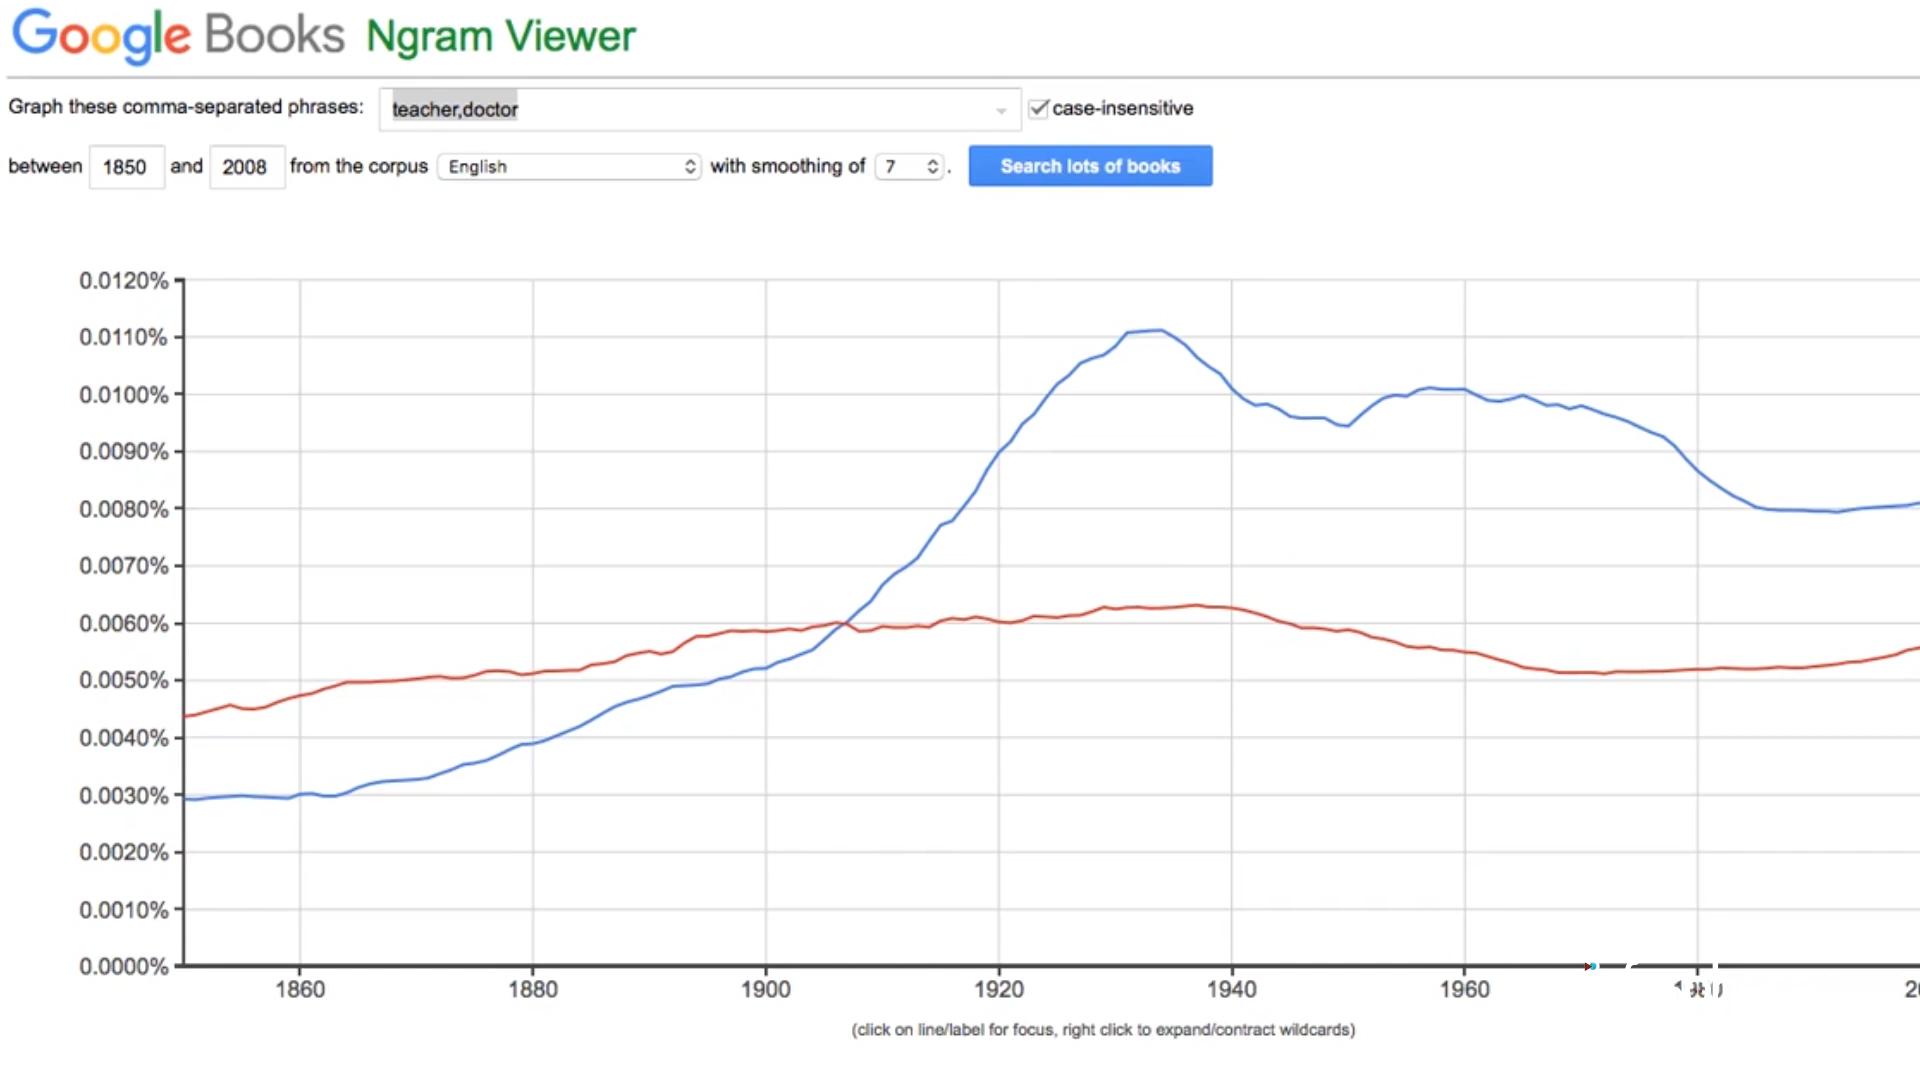 Google Books Ngram Viewer
Graph these comma-separated phrases: teacher,doctor case-insensitive
between 1850 and 2008 from the corpus English with smoothing of 7 . Search lots of books
0.0120%
0.0110%
0.0100%
0.0090%
0.0080%
0.0070%
0.0060%
0.0050%
0.0040%
0.0030%
0.0020%
0.0010%
0.0000%
1860 1880 1900 1920 1940 1960
(click on line/label for focus, right click to expand/contract wildcards)